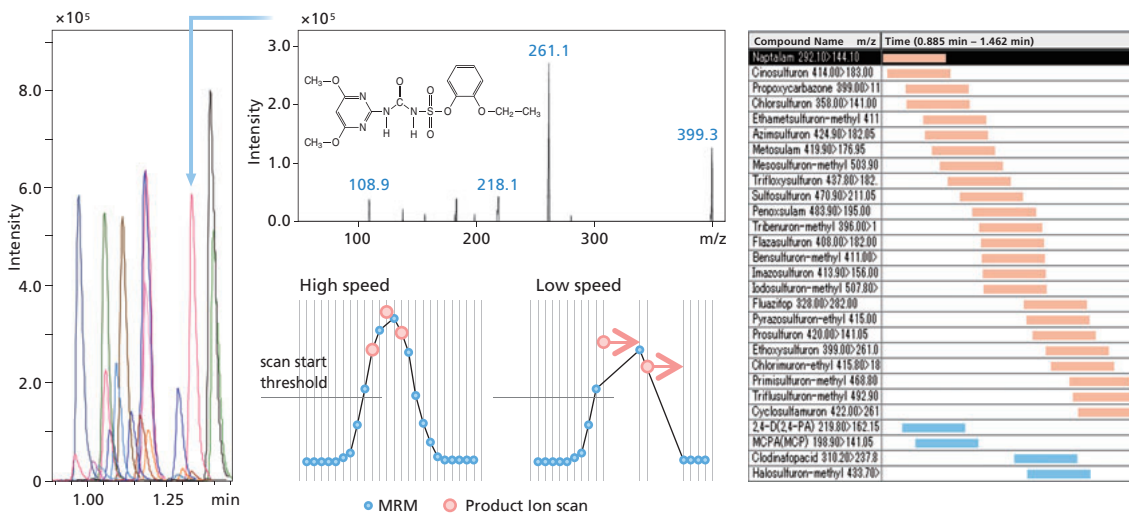 ×10⁵
8.0
6.0
4.0
2.0
0
Intensity
1.00
1.25
min
×10⁵
3.0
2.0
1.0
0.0
Intensity
261.1
399.3
108.9
218.1
100
200
300
m/z
CH₃O
CH₃O
N
N
N
H
O
N
H
O
S
O
O
O—CH₂—CH₃
High speed
Low speed
scan start
threshold
MRM
Product Ion scan
Compound Name m/z Time (0.885 min – 1.462 min)
Naptalam 292.10>144.10
Cinosulfuron 414.00>183.00
Propoxycarbazone 399.00>11
Chlorsulfuron 358.00>141.00
Ethametsulfuron-methyl 411
Azimsulfuron 424.90>182.05
Metosulam 419.90>176.95
Mesosulfuron-methyl 503.90
Trifloxysulfuron 437.80>182.
Sulfosulfuron 470.90>211.05
Penoxsulam 483.90>195.00
Tribenuron-methyl 396.00>1
Flazasulfuron 408.00>182.00
Bensulfuron-methyl 411.00>
Imazosulfuron 413.90>156.00
Iodosulfuron-methyl 507.80>
Fluazifop 328.00>282.00
Pyrazosulfuron-ethyl 415.00
Prosulfuron 420.00>141.05
Ethoxysulfuron 399.00>261.0
Chlorimuron-ethyl 415.80>18
Primisulfuron-methyl 468.80
Triflusulfuron-methyl 492.90
Cyclosulfamuron 422.00>261
2,4-D(2,4-PA) 219.80>162.15
MCPA(MCP) 198.90>141.05
Clodinafopacid 310.20>237.8
Halosulfuron-methyl 433.70>